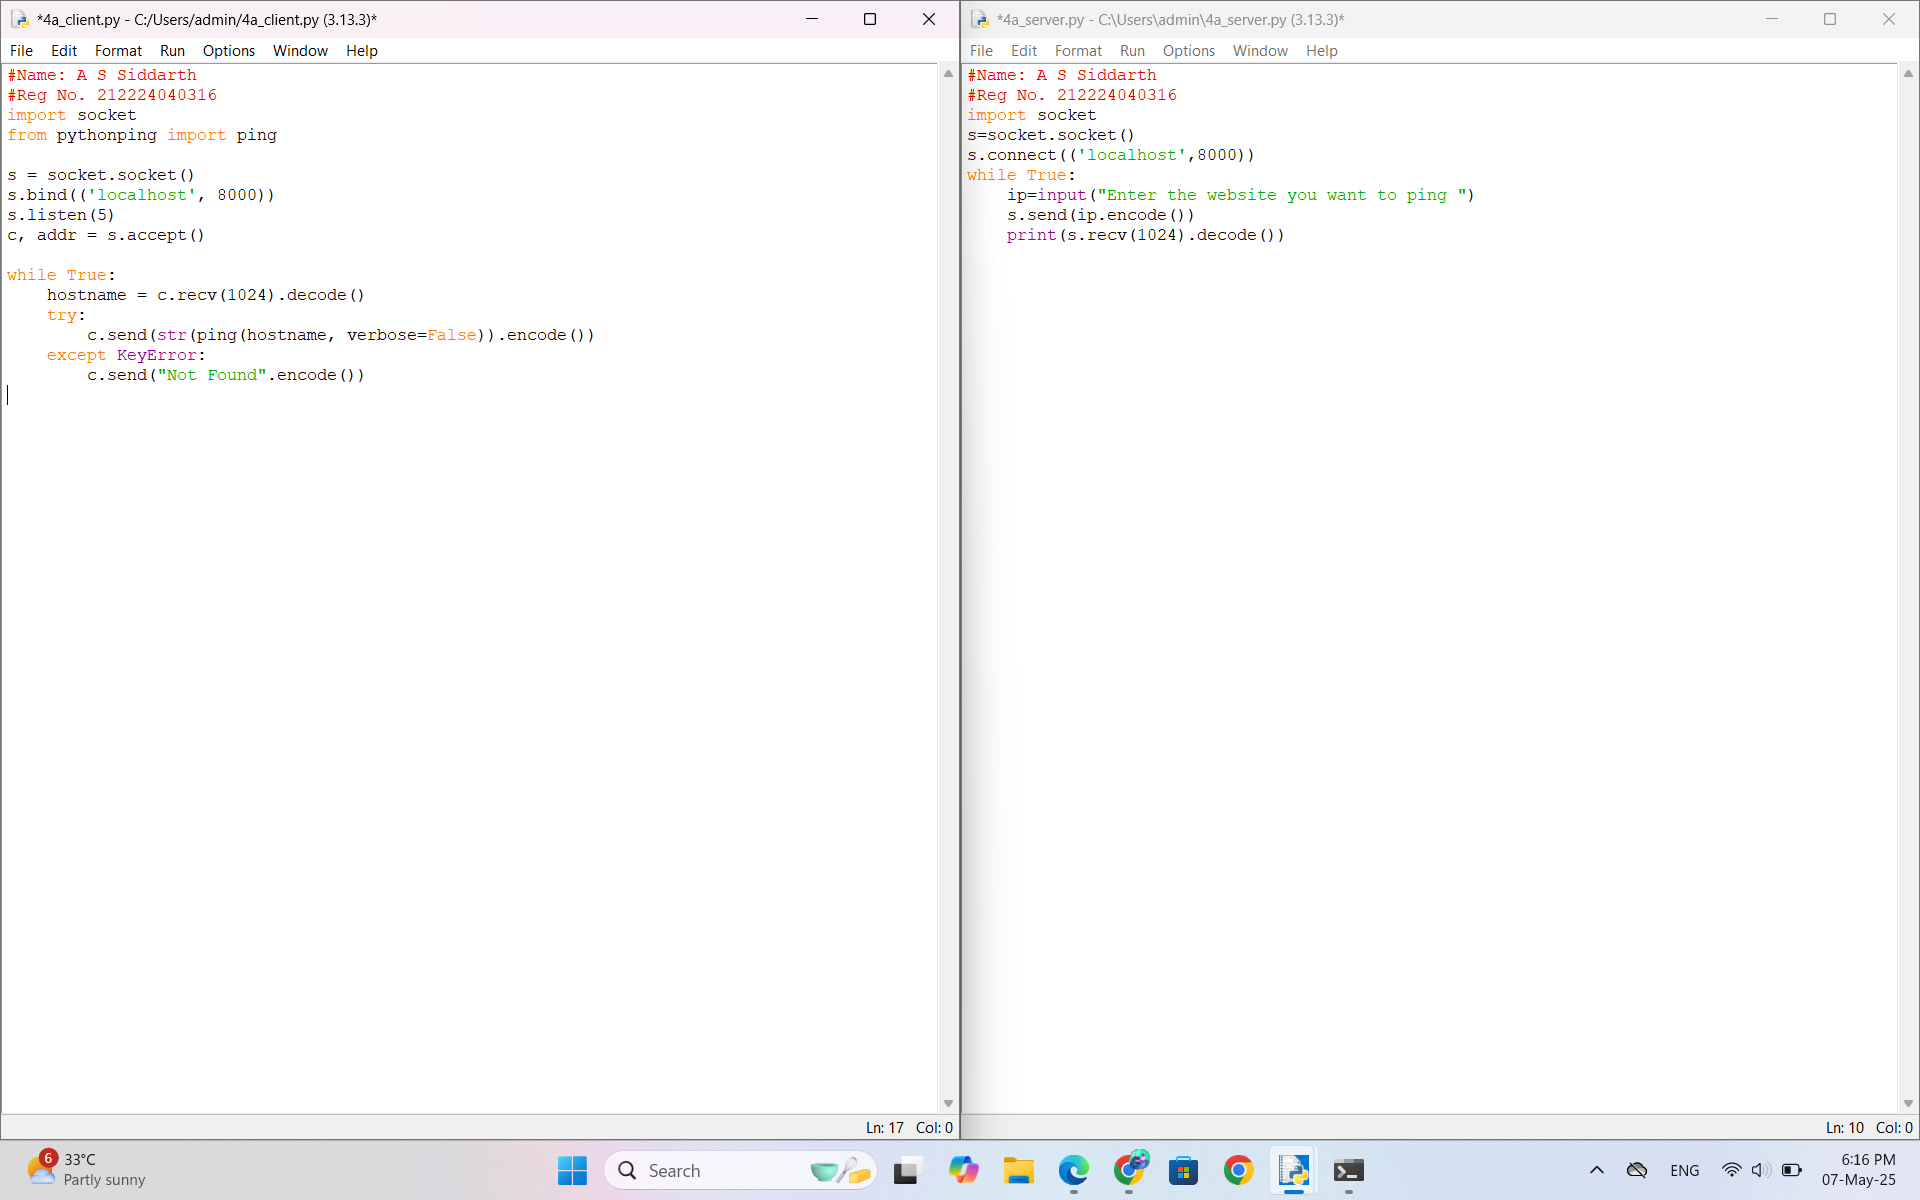 *4a_client.py - C:/Users/admin/4a_client.py (3.13.3)*
File Edit Format Run Options Window Help
#Name: A S Siddarth
#Reg No. 212224040316
import socket
from pythonping import ping
s = socket.socket()
s.bind(('localhost', 8000))
s.listen(5)
c, addr = s.accept()
while True:
    hostname = c.recv(1024).decode()
    try:
        c.send(str(ping(hostname, verbose=False)).encode())
    except KeyError:
        c.send("Not Found".encode())
Ln: 17 Col: 0
*4a_server.py - C:\Users\admin\4a_server.py (3.13.3)*
File Edit Format Run Options Window Help
#Name: A S Siddarth
#Reg No. 212224040316
import socket
s=socket.socket()
s.connect(('localhost',8000))
while True:
    ip=input("Enter the website you want to ping ")
    s.send(ip.encode())
    print(s.recv(1024).decode())
Ln: 10 Col: 0
6
33°C
Partly sunny
Search
ENG
6:16 PM
07-May-25